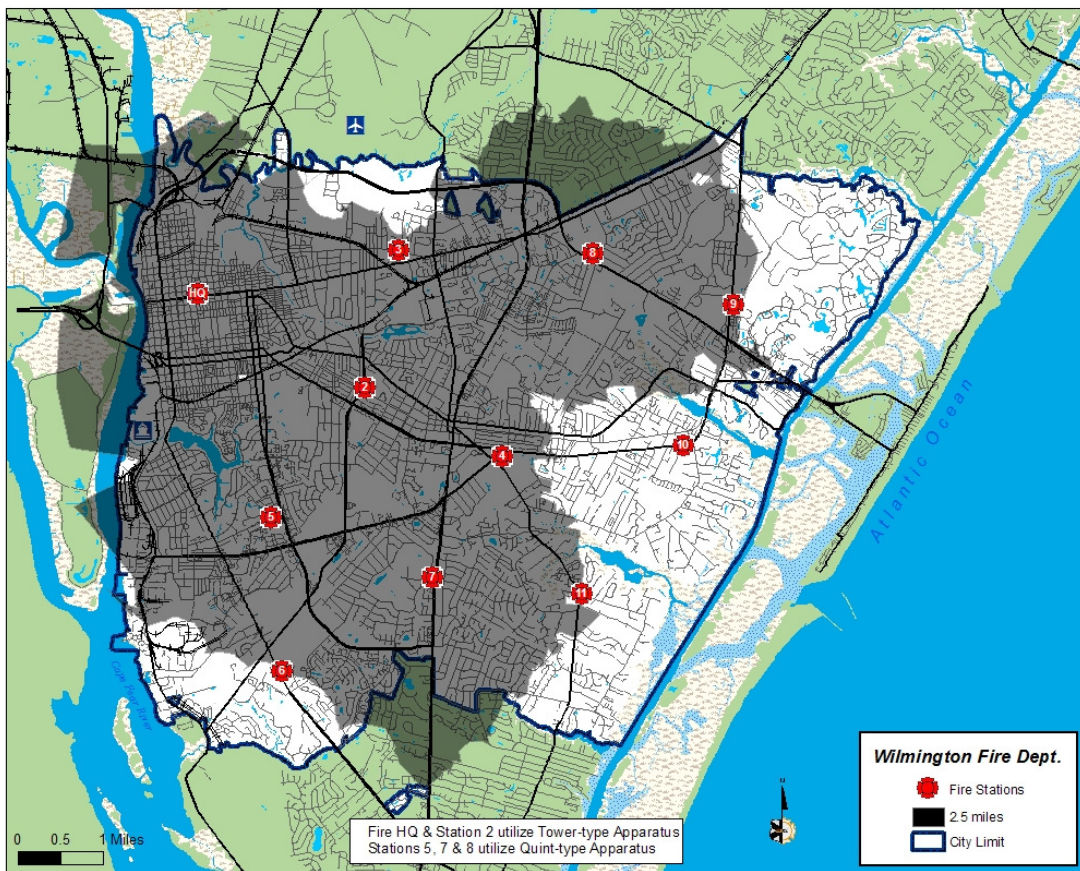 3
8
HQ
9
2
10
4
5
7
11
6
Atlantic Ocean
Cape Fear River
Wilmington Fire Dept.
Fire Stations
2.5 miles
City Limit
0 0.5 1 Miles
Fire HQ & Station 2 utilize Tower-type Apparatus
Stations 5, 7 & 8 utilize Quint-type Apparatus